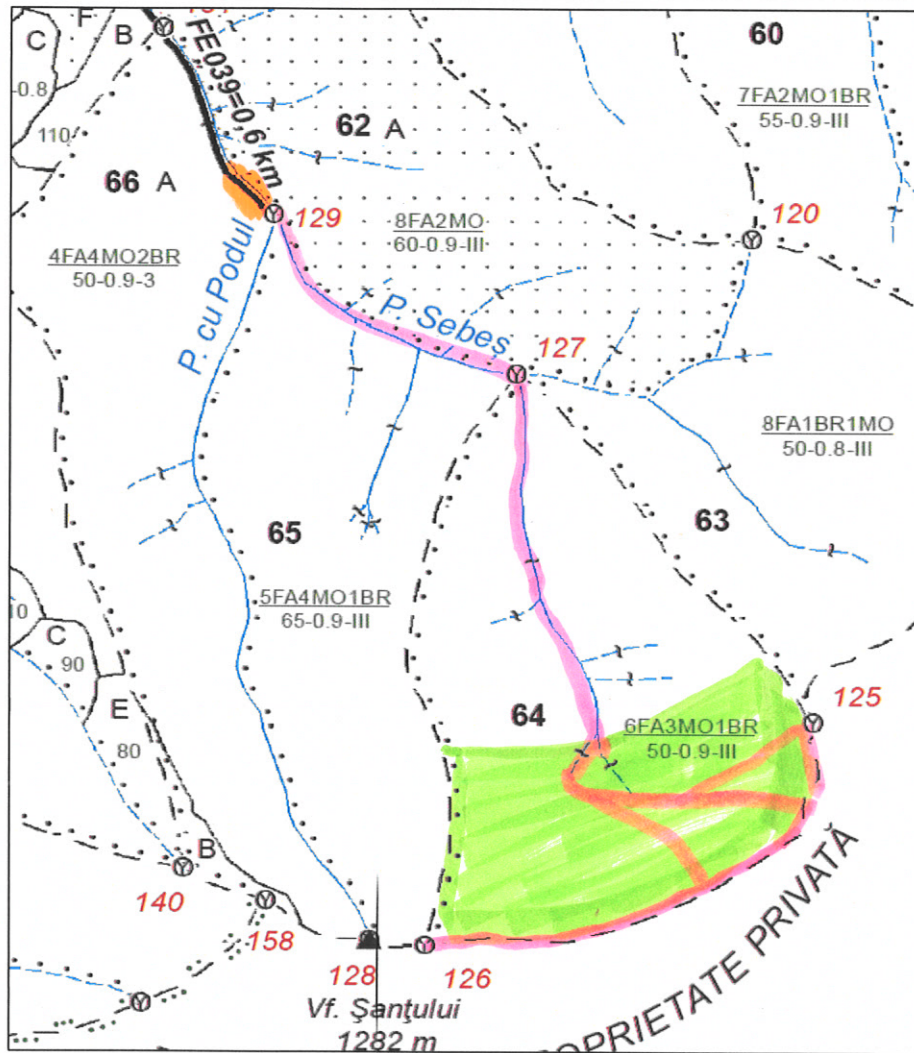 F
C
B
-0.8
110
FE039=0,6 km
62 A
60
7FA2MO1BR
55-0.9-III
66 A
129
120
8FA2MO
60-0.9-III
4FA4MO2BR
50-0.9-3
P. cu Podul
P. Sebeș
127
8FA1BR1MO
50-0.8-III
65
63
5FA4MO1BR
65-0.9-III
10
C
90
E
80
64
6FA3MO1BR
50-0.9-III
125
B
140
158
128
126
Vf. Şanţului
1282 m
OPRIETATE PRIVATĂ